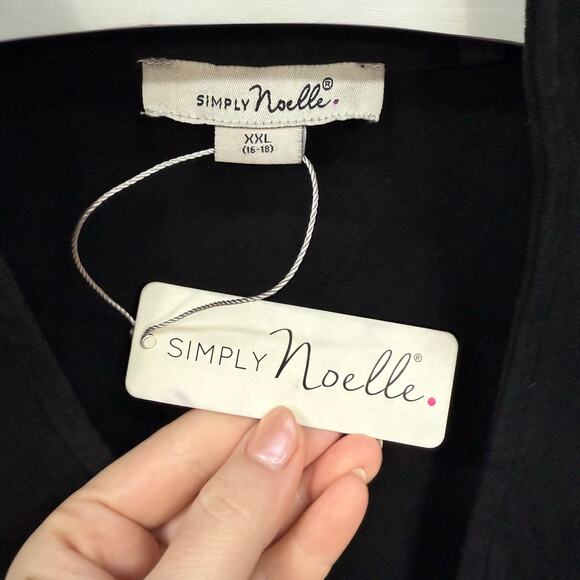 SIMPLY Noelle®.
XXL
(16-18)
SIMPLY Noelle®.